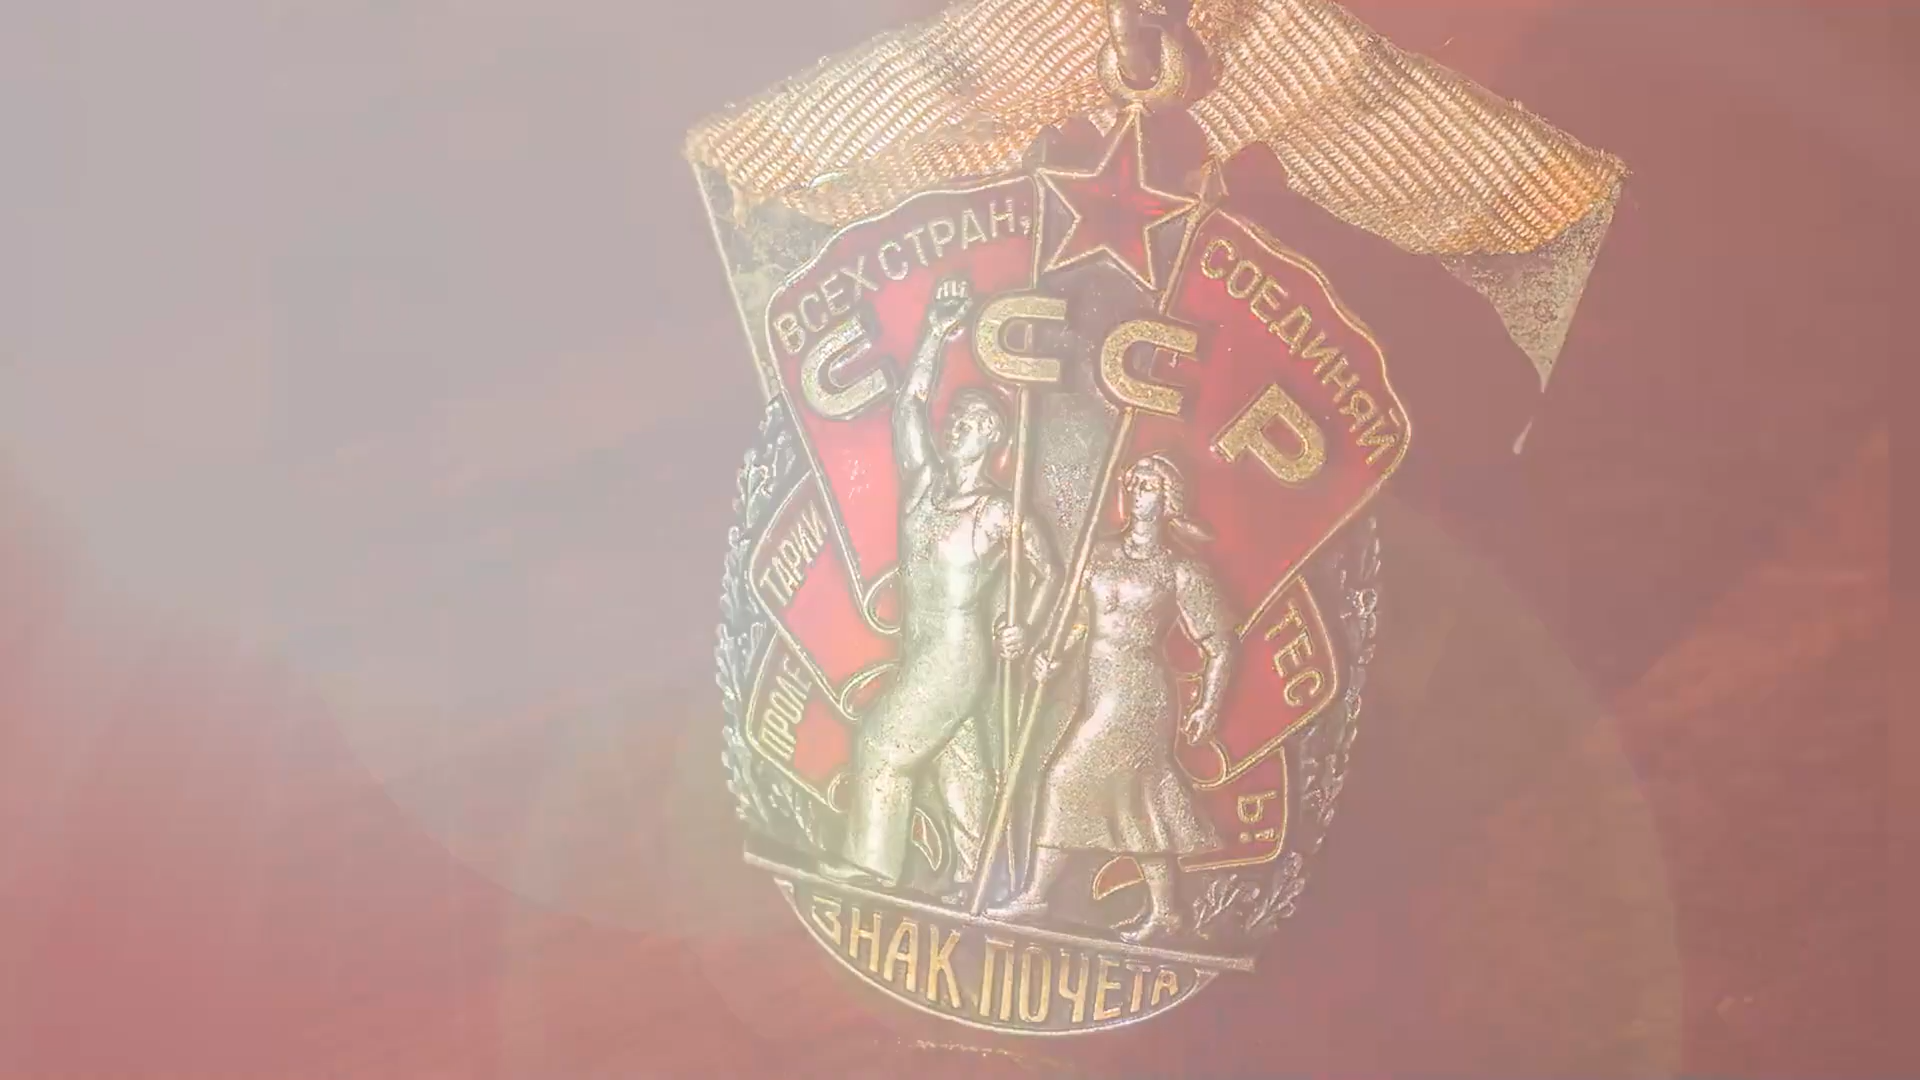 ВСЕХ СТРАН,
СОЕДИНЯЙ
СССР
ТАРИИ
ТЕС
ПРОЛЕ
Ь!
ЗНАК ПОЧЕТА